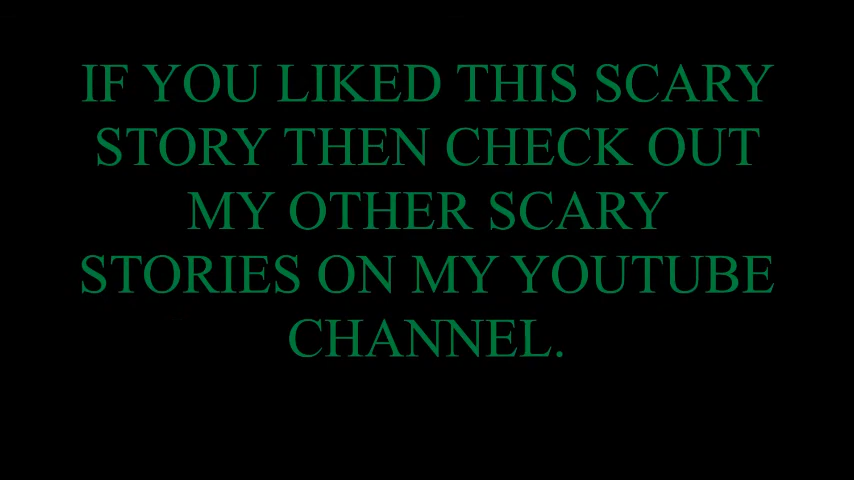 IF YOU LIKED THIS SCARY
STORY THEN CHECK OUT
MY OTHER SCARY
STORIES ON MY YOUTUBE
CHANNEL.